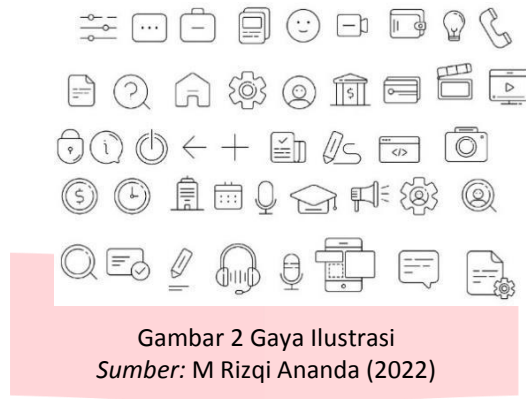 $
?
$
i
</>
$
Gambar 2 Gaya Ilustrasi
Sumber: M Rizqi Ananda (2022)